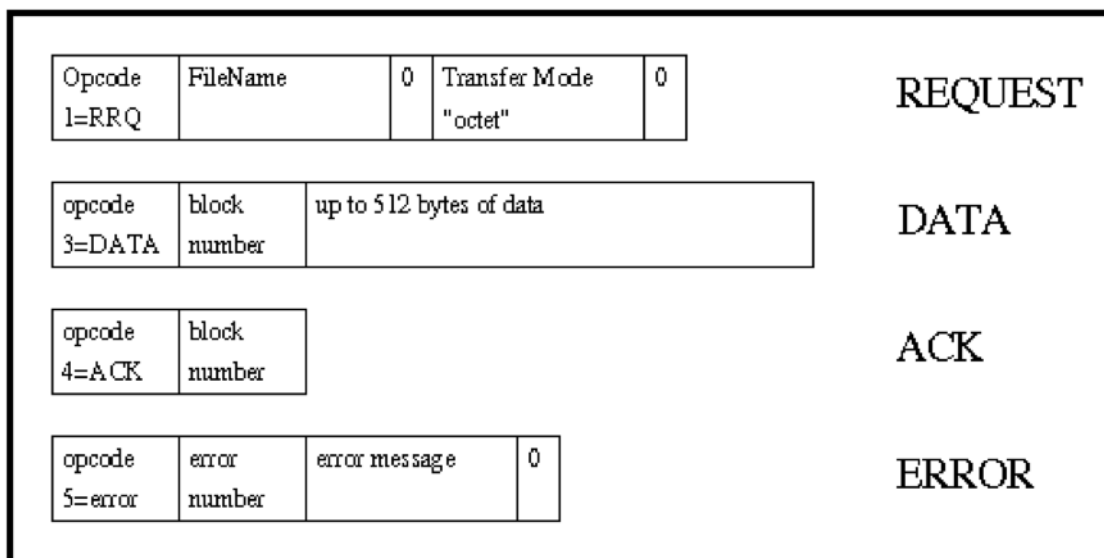 Opcode FileName 0 Transfer Mode 0 REQUEST
1=RRQ "octet"
opcode block up to 512 bytes of data DATA
3=DATA number
opcode block ACK
4=ACK number
opcode error error message 0 ERROR
5=error number